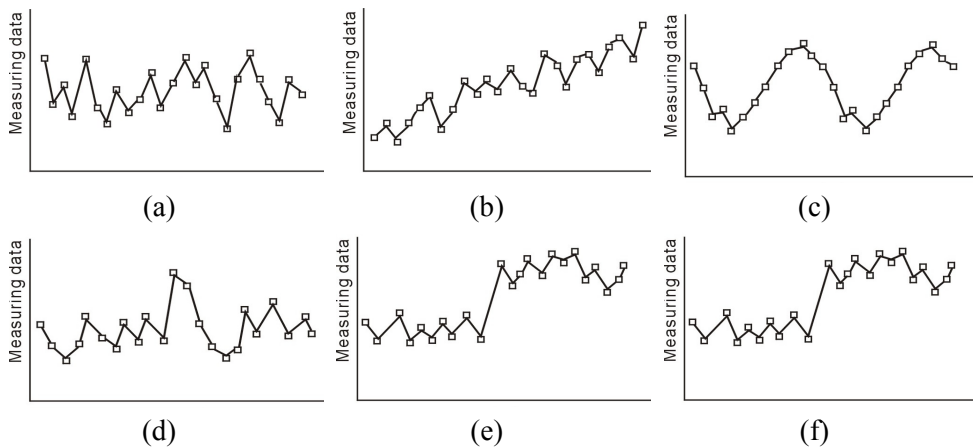 Measuring data
Measuring data
Measuring data
(a)
(b)
(c)
Measuring data
Measuring data
Measuring data
(d)
(e)
(f)